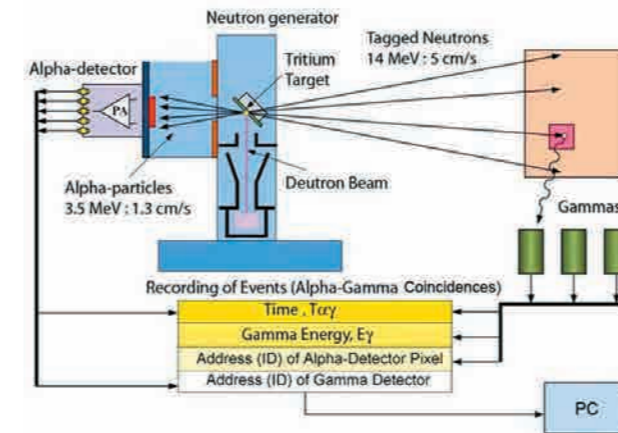 Neutron generator
Alpha-detector
Tritium
Target
Tagged Neutrons
14 MeV : 5 cm/s
PA
Alpha-particles
3.5 MeV : 1.3 cm/s
Deutron Beam
Gammas
Recording of Events (Alpha-Gamma Coincidences)
Time , Tαγ
Gamma Energy, Eγ
Address (ID) of Alpha-Detector Pixel
Address (ID) of Gamma Detector
PC